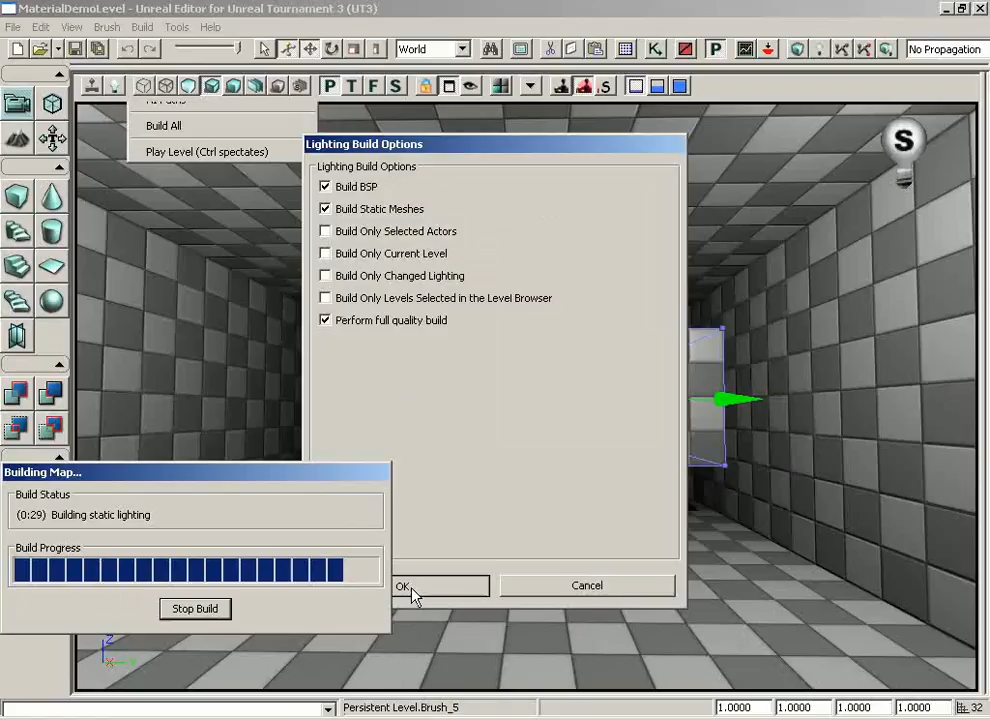 MaterialDemoLevel - Unreal Editor for Unreal Tournament 3 (UT3)
File Edit View Brush Build Tools Help
World
P
No Propagation
P T F S
S
Build All
Play Level (Ctrl spectates)
Lighting Build Options
Lighting Build Options
Build BSP
Build Static Meshes
Build Only Selected Actors
Build Only Current Level
Build Only Changed Lighting
Build Only Levels Selected in the Level Browser
Perform full quality build
S
Building Map...
Build Status
(0:29) Building static lighting
Build Progress
Stop Build
OK
Cancel
Z
X Y
Persistent Level.Brush_5
1.0000 1.0000 1.0000 1.0000 32